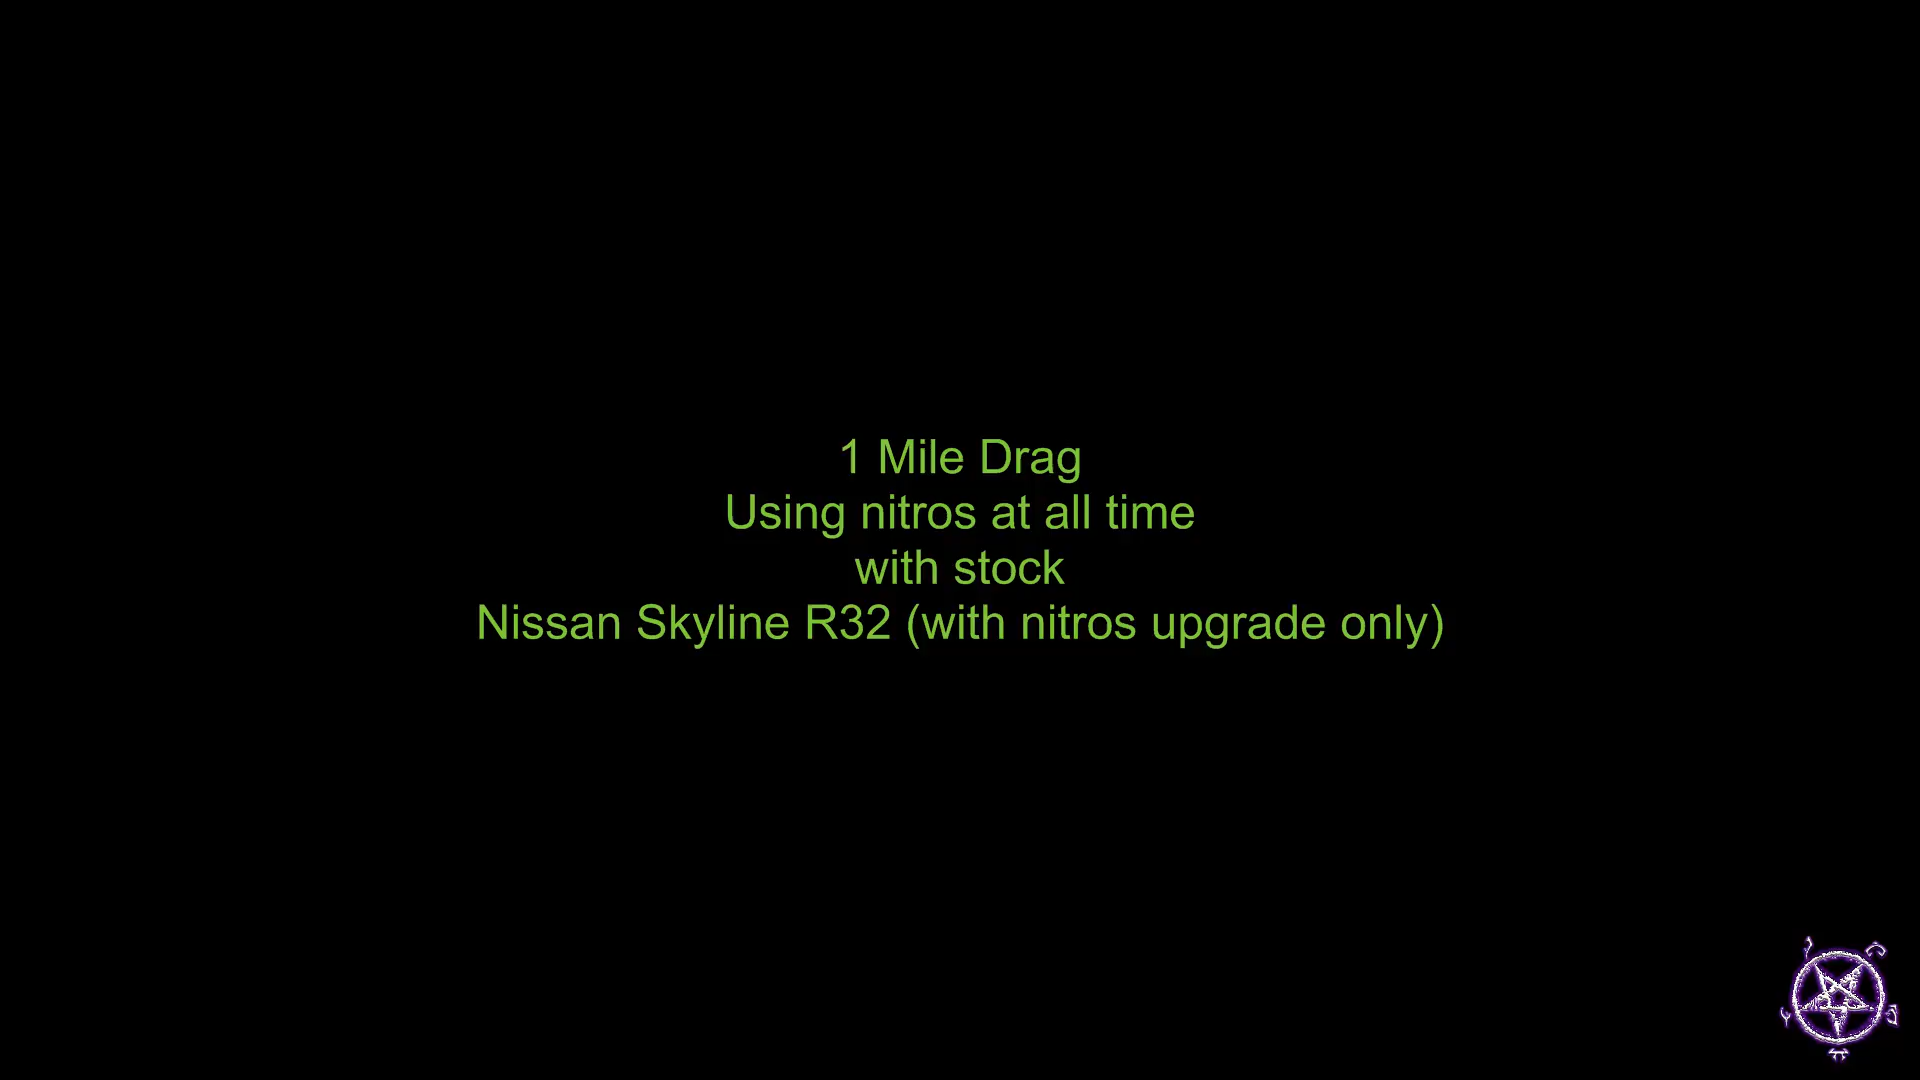 1 Mile Drag
Using nitros at all time
with stock
Nissan Skyline R32 (with nitros upgrade only)